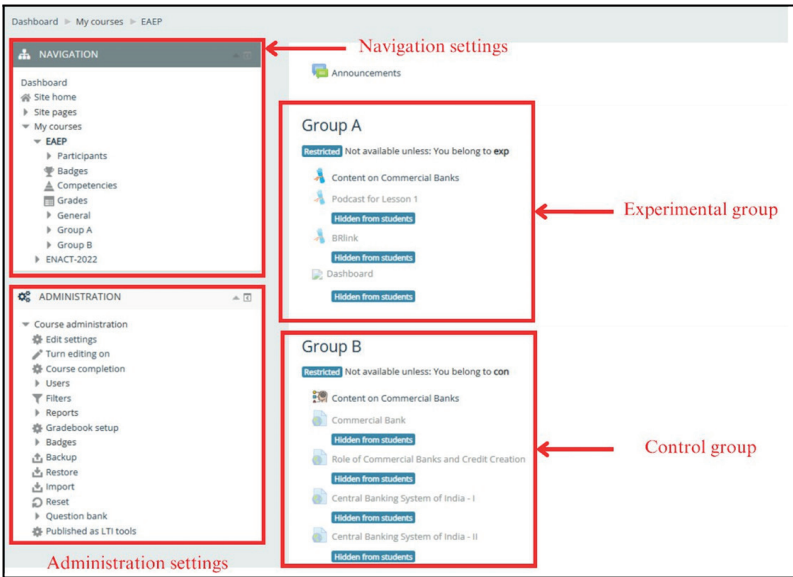 Dashboard ▶ My courses ▶ EAEP
Navigation settings
NAVIGATION
Dashboard
Site home
Site pages
My courses
EAEP
Participants
Badges
Competencies
Grades
General
Group A
Group B
ENACT-2022
ADMINISTRATION
Course administration
Edit settings
Turn editing on
Course completion
Users
Filters
Reports
Gradebook setup
Badges
Backup
Restore
Import
Reset
Question bank
Published as LTI tools
Administration settings
Announcements
Group A
Restricted Not available unless: You belong to exp
Content on Commercial Banks
Podcast for Lesson 1
Hidden from students
BRlink
Hidden from students
Dashboard
Hidden from students
Experimental group
Group B
Restricted Not available unless: You belong to con
Content on Commercial Banks
Commercial Bank
Hidden from students
Role of Commercial Banks and Credit Creation
Hidden from students
Central Banking System of India - I
Hidden from students
Central Banking System of India - II
Hidden from students
Control group